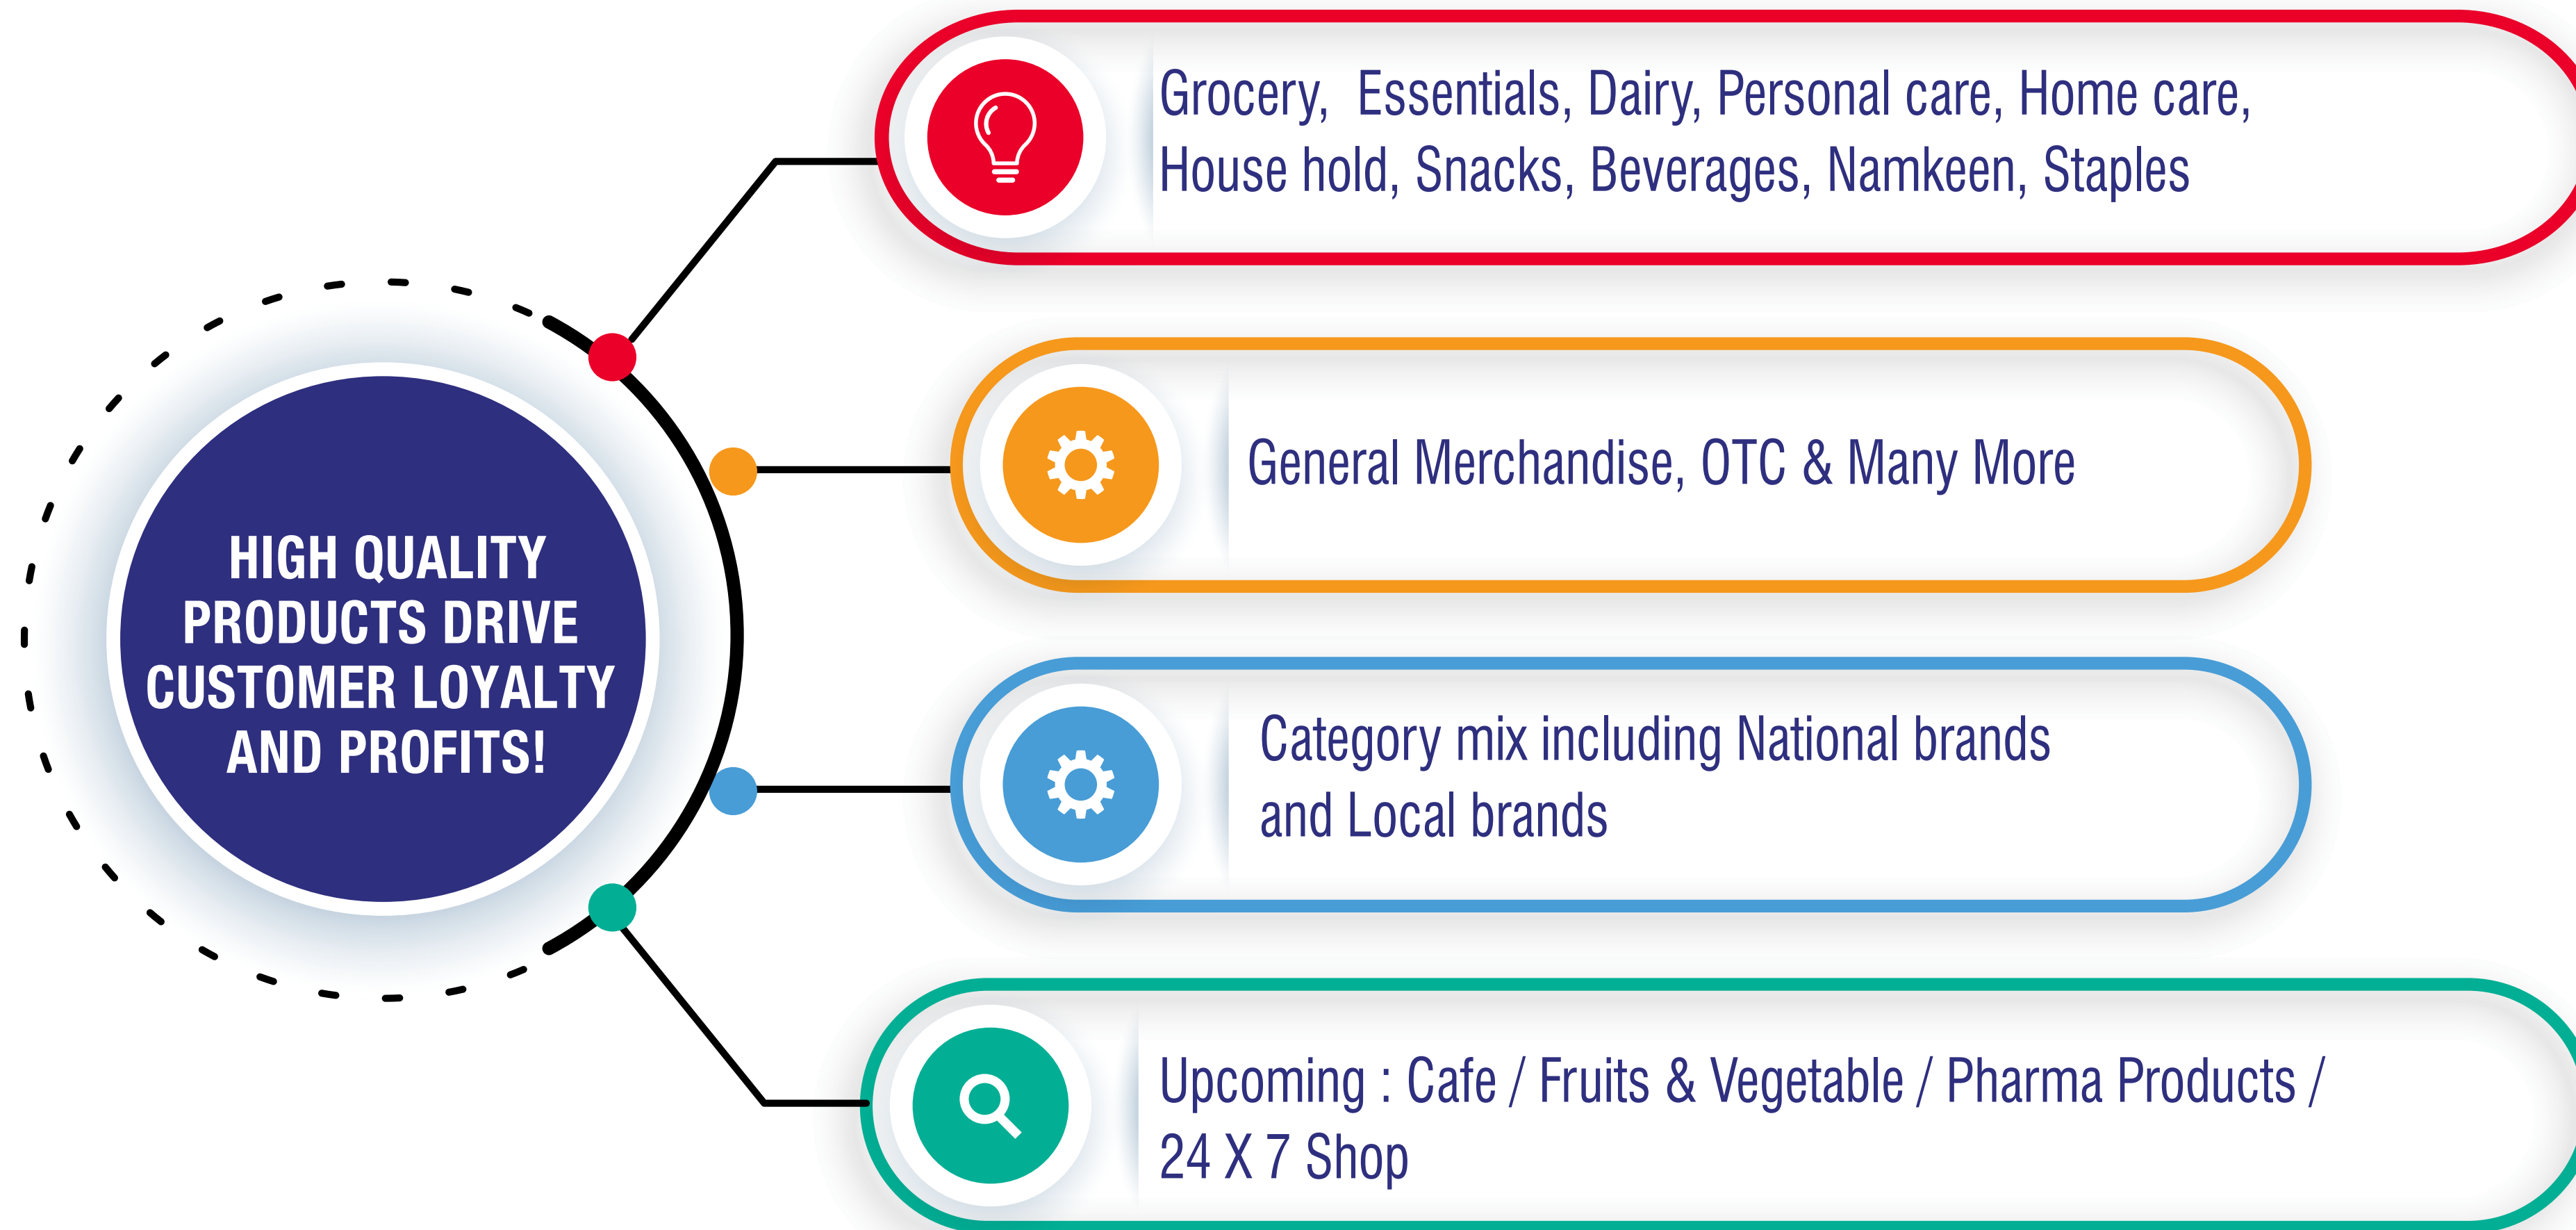 HIGH QUALITY
PRODUCTS DRIVE
CUSTOMER LOYALTY
AND PROFITS!
Grocery, Essentials, Dairy, Personal care, Home care,
House hold, Snacks, Beverages, Namkeen, Staples
General Merchandise, OTC & Many More
Category mix including National brands
and Local brands
Upcoming : Cafe / Fruits & Vegetable / Pharma Products /
24 X 7 Shop